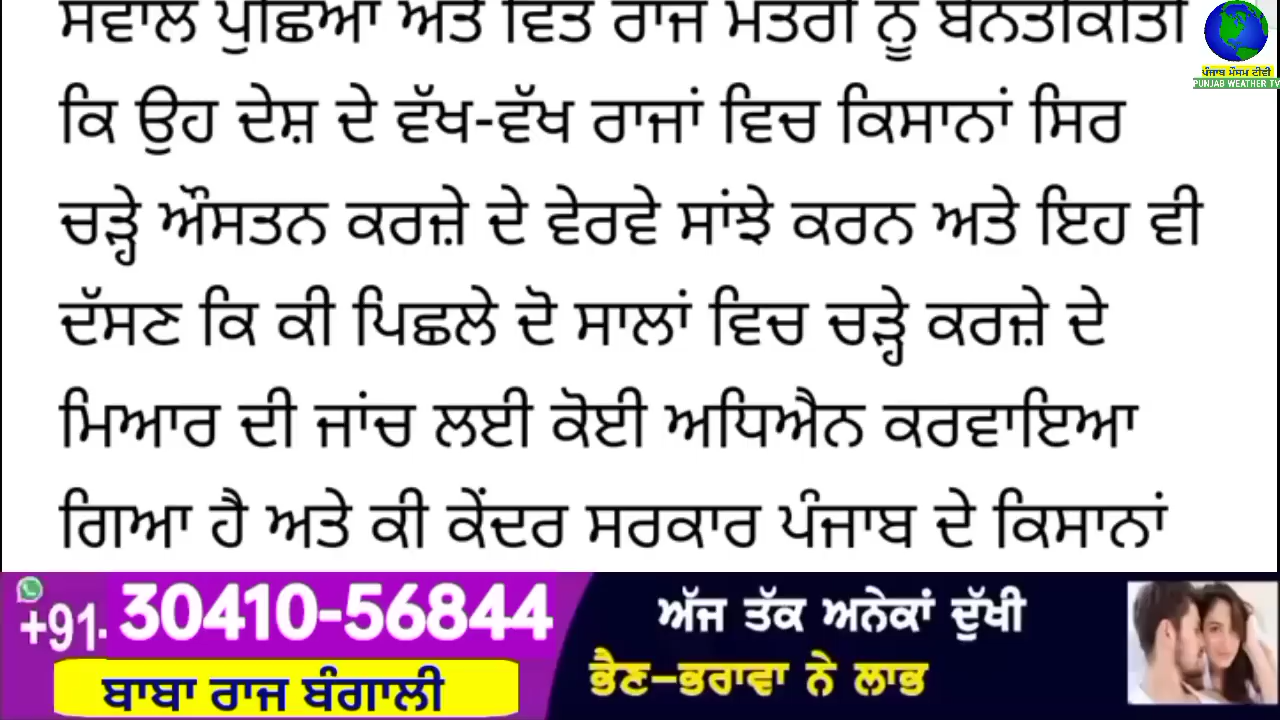 ਸਵਾਲ ਪੁੱਛਿਆ ਅਤੇ ਵਿੱਤ ਰਾਜ ਮੰਤਰੀ ਨੂੰ ਬੇਨਤੀਕੀਤੀ
ਕਿ ਉਹ ਦੇਸ਼ ਦੇ ਵੱਖ-ਵੱਖ ਰਾਜਾਂ ਵਿਚ ਕਿਸਾਨਾਂ ਸਿਰ
ਚੜ੍ਹੇ ਔਸਤਨ ਕਰਜ਼ੇ ਦੇ ਵੇਰਵੇ ਸਾਂਝੇ ਕਰਨ ਅਤੇ ਇਹ ਵੀ
ਦੱਸਣ ਕਿ ਕੀ ਪਿਛਲੇ ਦੋ ਸਾਲਾਂ ਵਿਚ ਚੜ੍ਹੇ ਕਰਜ਼ੇ ਦੇ
ਮਿਆਰ ਦੀ ਜਾਂਚ ਲਈ ਕੋਈ ਅਧਿਐਨ ਕਰਵਾਇਆ
ਗਿਆ ਹੈ ਅਤੇ ਕੀ ਕੇਂਦਰ ਸਰਕਾਰ ਪੰਜਾਬ ਦੇ ਕਿਸਾਨਾਂ
ਪੰਜਾਬ ਮੌਸਮ ਟੀਵੀ
PUNJAB WEATHER TV
+91- 30410-56844
ਬਾਬਾ ਰਾਜ ਬੰਗਾਲੀ
ਅੱਜ ਤੱਕ ਅਨੇਕਾਂ ਦੁੱਖੀ
ਭੈਣ-ਭਰਾਵਾ ਨੇ ਲਾਭ